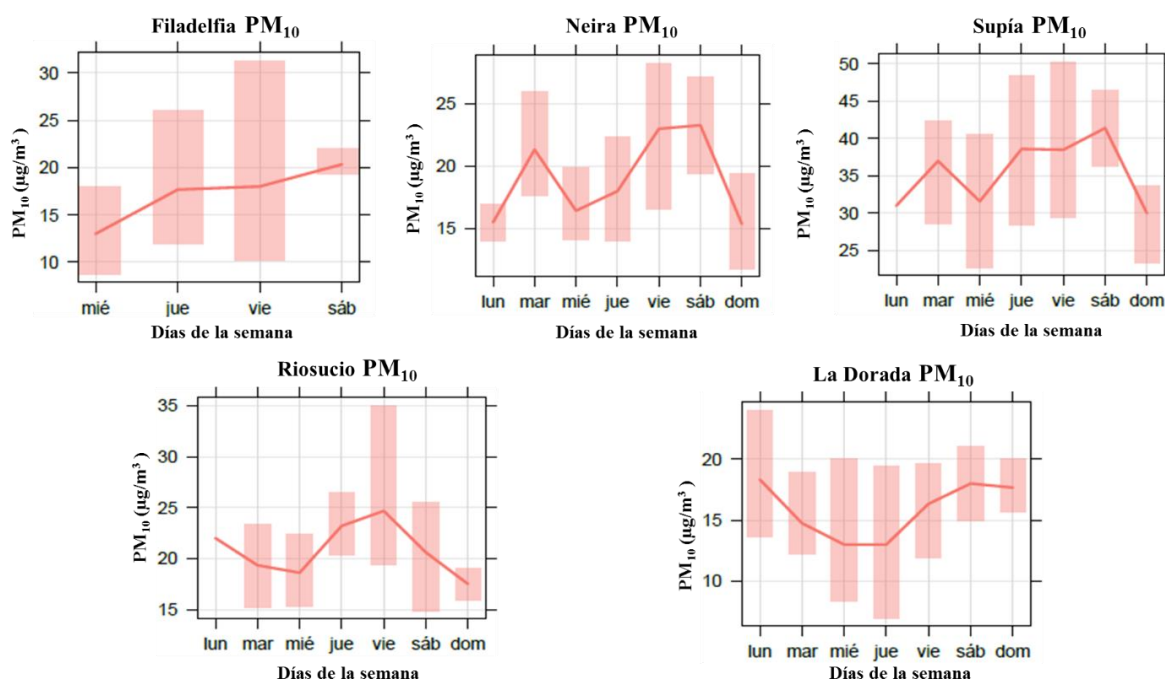 Filadelfia PM₁₀
PM₁₀ (µg/m³ )
30
25
20
15
10
mié jue vie sáb
Días de la semana
Neira PM₁₀
PM₁₀ (µg/m³ )
25
20
15
lun mar mié jue vie sáb dom
Días de la semana
Supía PM₁₀
PM₁₀ (µg/m³ )
50
45
40
35
30
25
lun mar mié jue vie sáb dom
Días de la semana
Riosucio PM₁₀
PM₁₀ (µg/m³ )
35
30
25
20
15
lun mar mié jue vie sáb dom
Días de la semana
La Dorada PM₁₀
PM₁₀ (µg/m³ )
20
15
10
lun mar mié jue vie sáb dom
Días de la semana